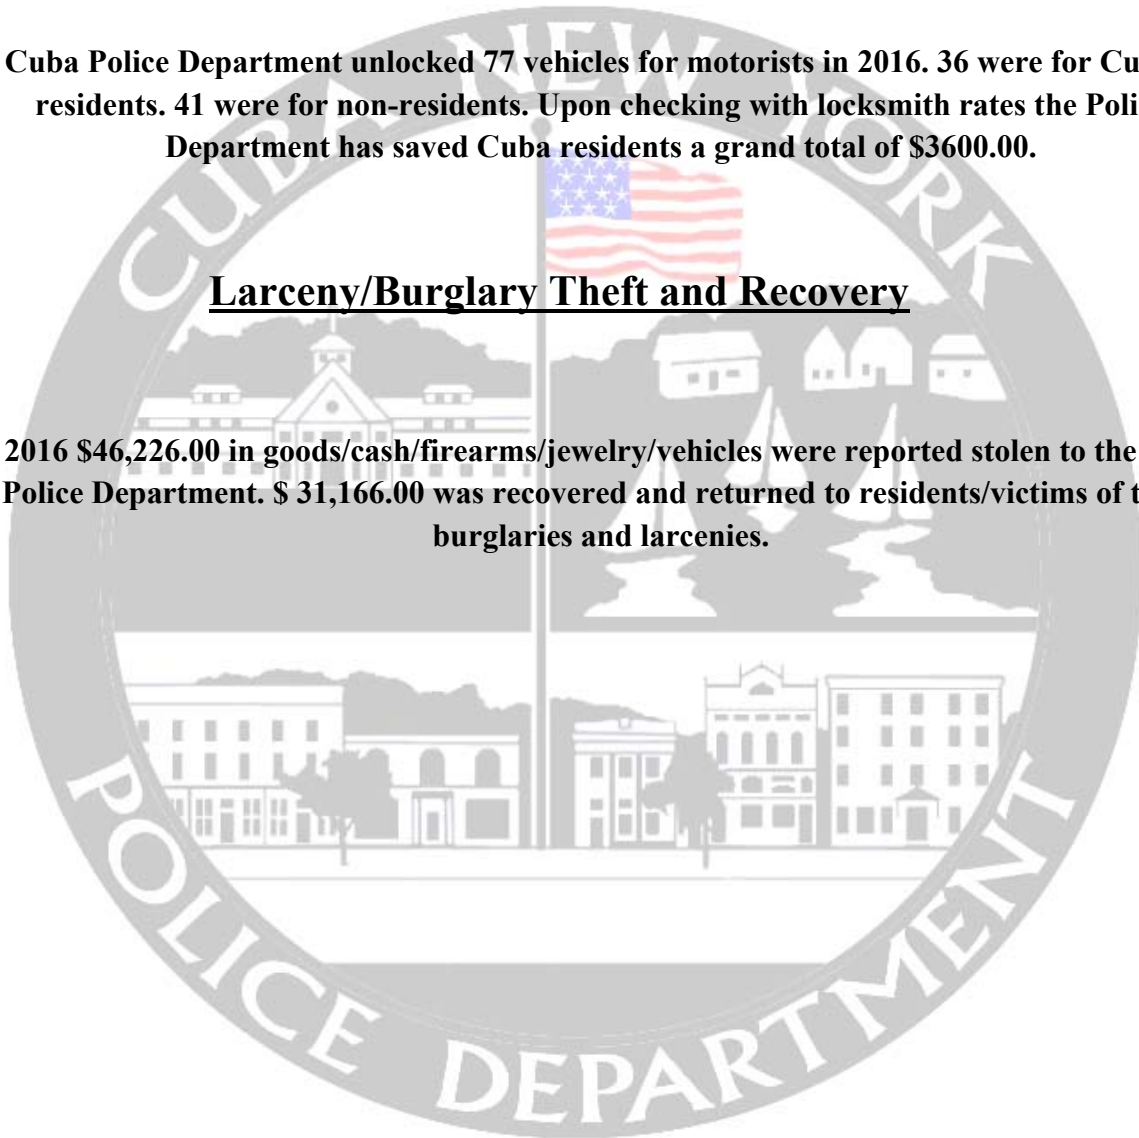 Cuba Police Department unlocked 77 vehicles for motorists in 2016. 36 were for Cu
residents. 41 were for non-residents. Upon checking with locksmith rates the Poli
Department has saved Cuba residents a grand total of $3600.00.
Larceny/Burglary Theft and Recovery
2016 $46,226.00 in goods/cash/firearms/jewelry/vehicles were reported stolen to the
Police Department. $ 31,166.00 was recovered and returned to residents/victims of t
burglaries and larcenies.
CUBA NEW YORK
POLICE DEPARTMENT